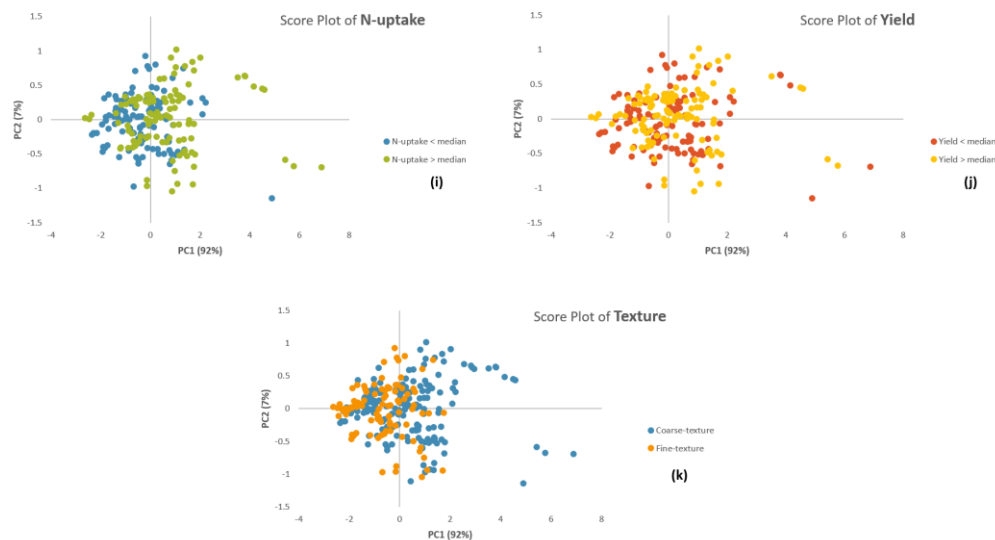 Score Plot of N-uptake
1.5
1
0.5
0
-0.5
-1
-1.5
-4
-2
0
2
4
6
8
PC2 (7%)
PC1 (92%)
N-uptake < median
N-uptake > median
(i)
Score Plot of Yield
1.5
1
0.5
0
-0.5
-1
-1.5
-4
-2
0
2
4
6
8
PC2 (7%)
PC1 (92%)
Yield < median
Yield > median
(j)
Score Plot of Texture
1.5
1
0.5
0
-0.5
-1
-1.5
-4
-2
0
2
4
6
8
PC2 (7%)
PC1 (92%)
Coarse-texture
Fine-texture
(k)